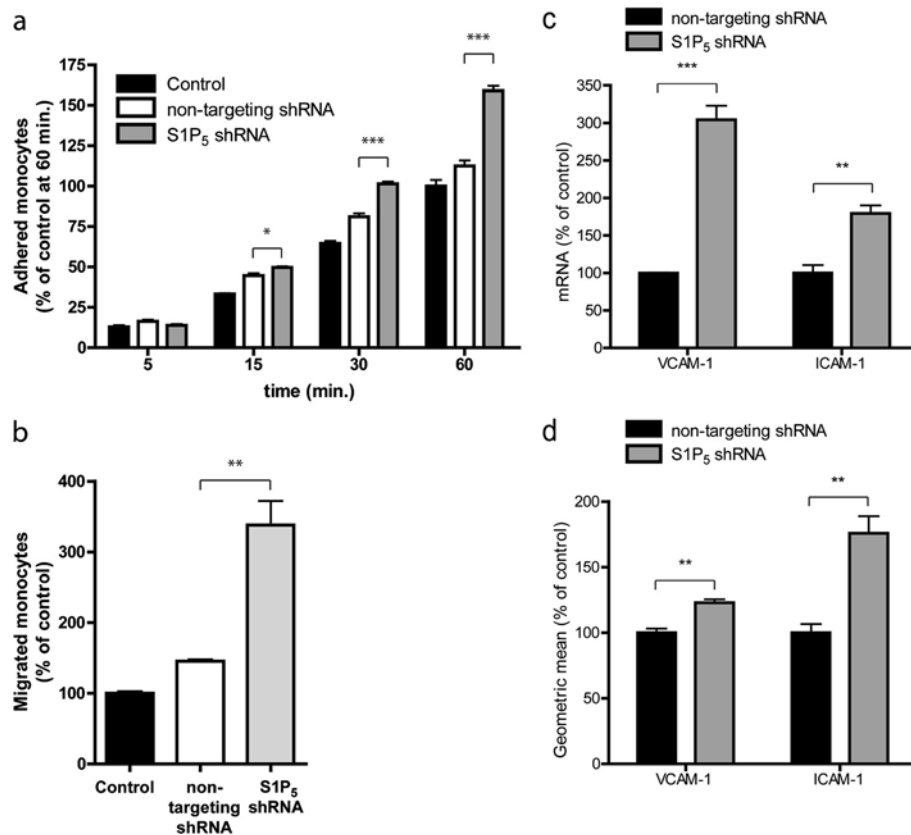 a
Control
non-targeting shRNA
S1P5 shRNA
Adhered monocytes
(% of control at 60 min.)
175
150
125
100
75
50
25
0
*
***
***
5 15 30 60
time (min.)
b
Migrated monocytes
(% of control)
400
300
200
100
0
**
Control
non-
targeting
shRNA
S1P5
shRNA
c
non-targeting shRNA
S1P5 shRNA
mRNA (% of control)
350
300
250
200
150
100
50
0
***
**
VCAM-1 ICAM-1
d
non-targeting shRNA
S1P5 shRNA
Geometric mean (% of control)
200
150
100
50
0
**
**
VCAM-1 ICAM-1